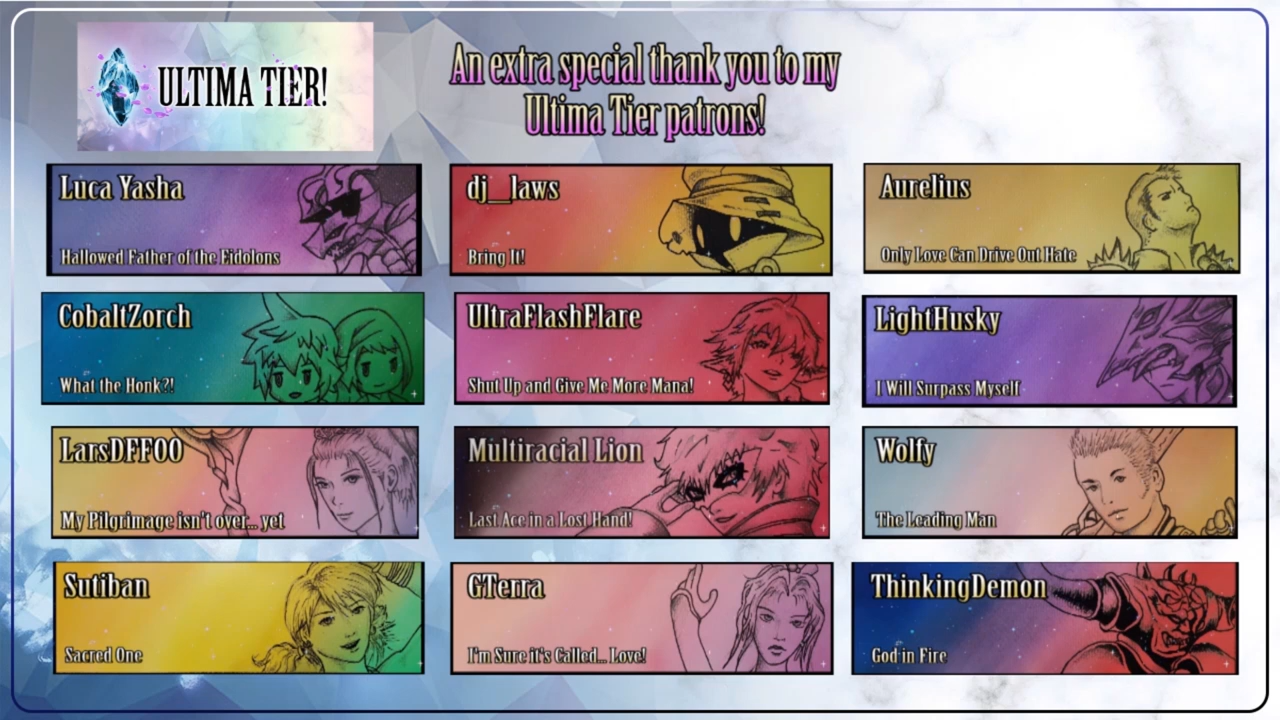 ULTIMA TIER!
An extra special thank you to my
Ultima Tier patrons!
Luca Yasha
Hallowed Father of the Eidolons
dj__laws
Bring It!
Aurelius
Only Love Can Drive Out Hate
CobaltZorch
What the Honk?!
UltraFlashFlare
Shut Up and Give Me More Mana!
LightHusky
I Will Surpass Myself
LarsDFFOO
My Pilgrimage isn't over... yet
Multiracial Lion
Last Ace in a Lost Hand!
Wolfy
The Leading Man
Sutiban
Sacred One
GTerra
I'm Sure it's Called... Love!
ThinkingDemon
God in Fire